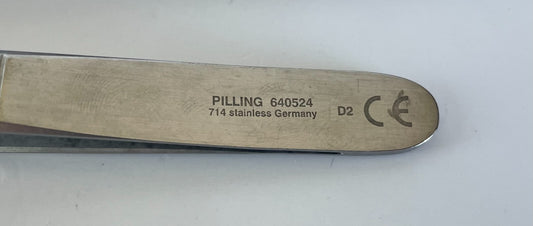 PILLING 640524
714 stainless Germany
D2 CE